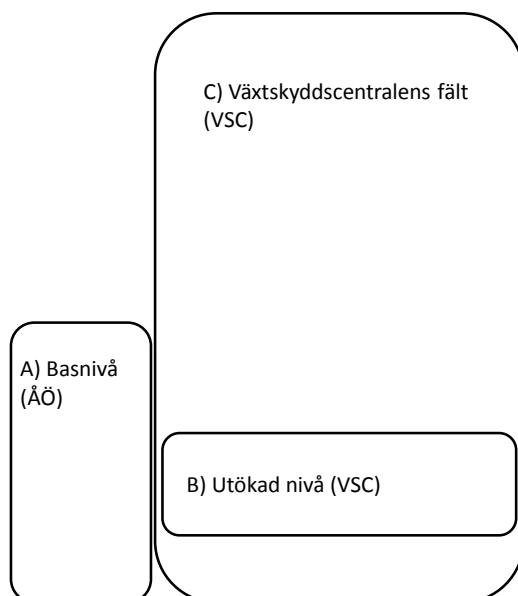 C) Växtskyddscentralens fält
(VSC)
A) Basnivå
(ÅÖ)
B) Utökad nivå (VSC)